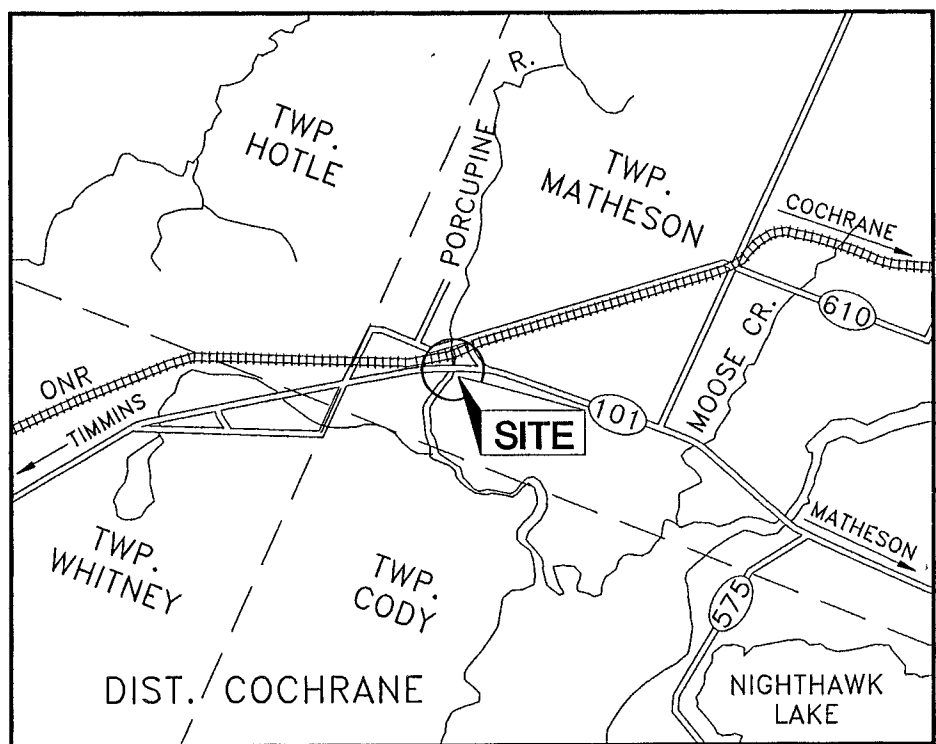 TWP.
HOTLE
PORCUPINE R.
TWP.
MATHESON
COCHRANE
610
MOOSE CR.
ONR
TIMMINS
101
SITE
MATHESON
TWP.
WHITNEY
TWP.
CODY
575
DIST. COCHRANE
NIGHTHAWK
LAKE